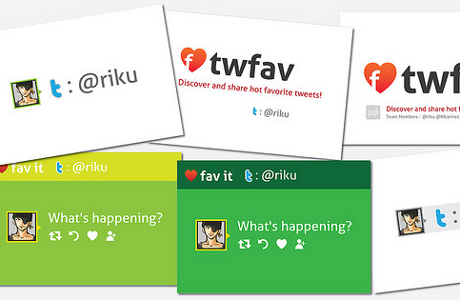 t : @riku
f twfav
Discover and share hot favorite tweets!
t : @riku
f twfa
Discover and share hot fa
Team Members : @riku
fav it t : @riku
What's happening?
fav it t : @riku
What's happening?
t : @